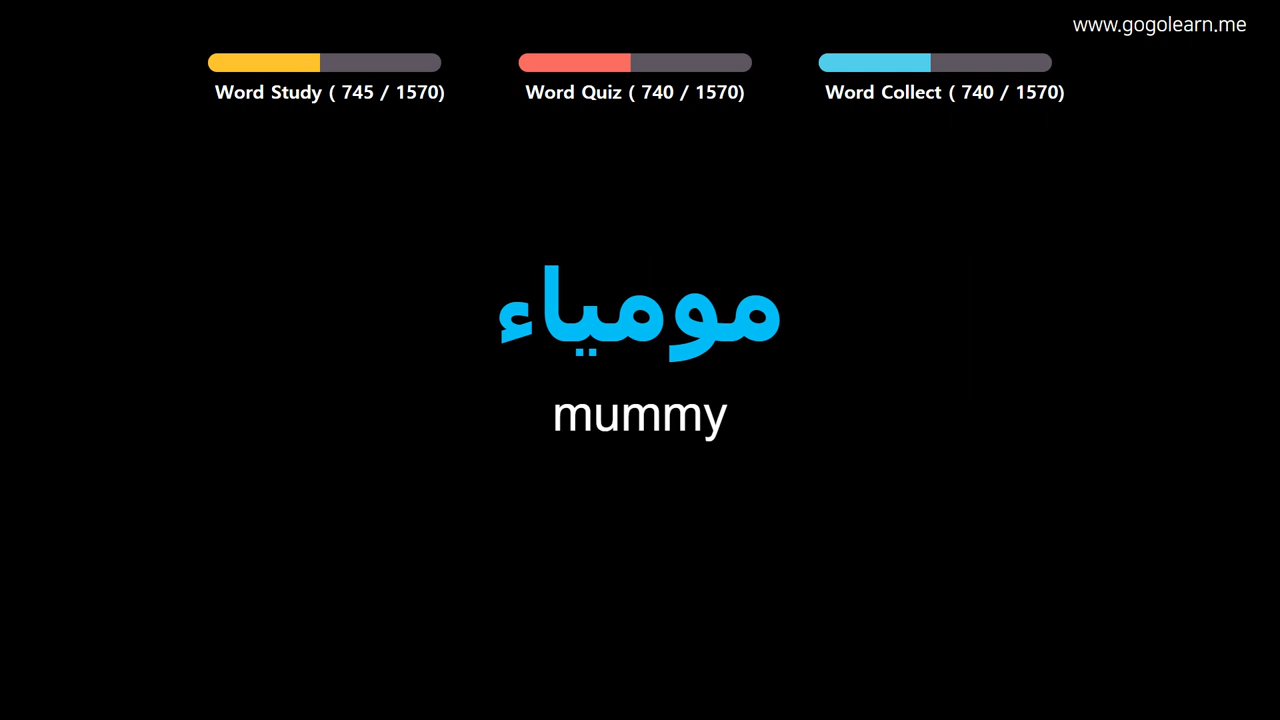 www.gogolearn.me
Word Study ( 745 / 1570)
Word Quiz ( 740 / 1570)
Word Collect ( 740 / 1570)
مومياء
mummy